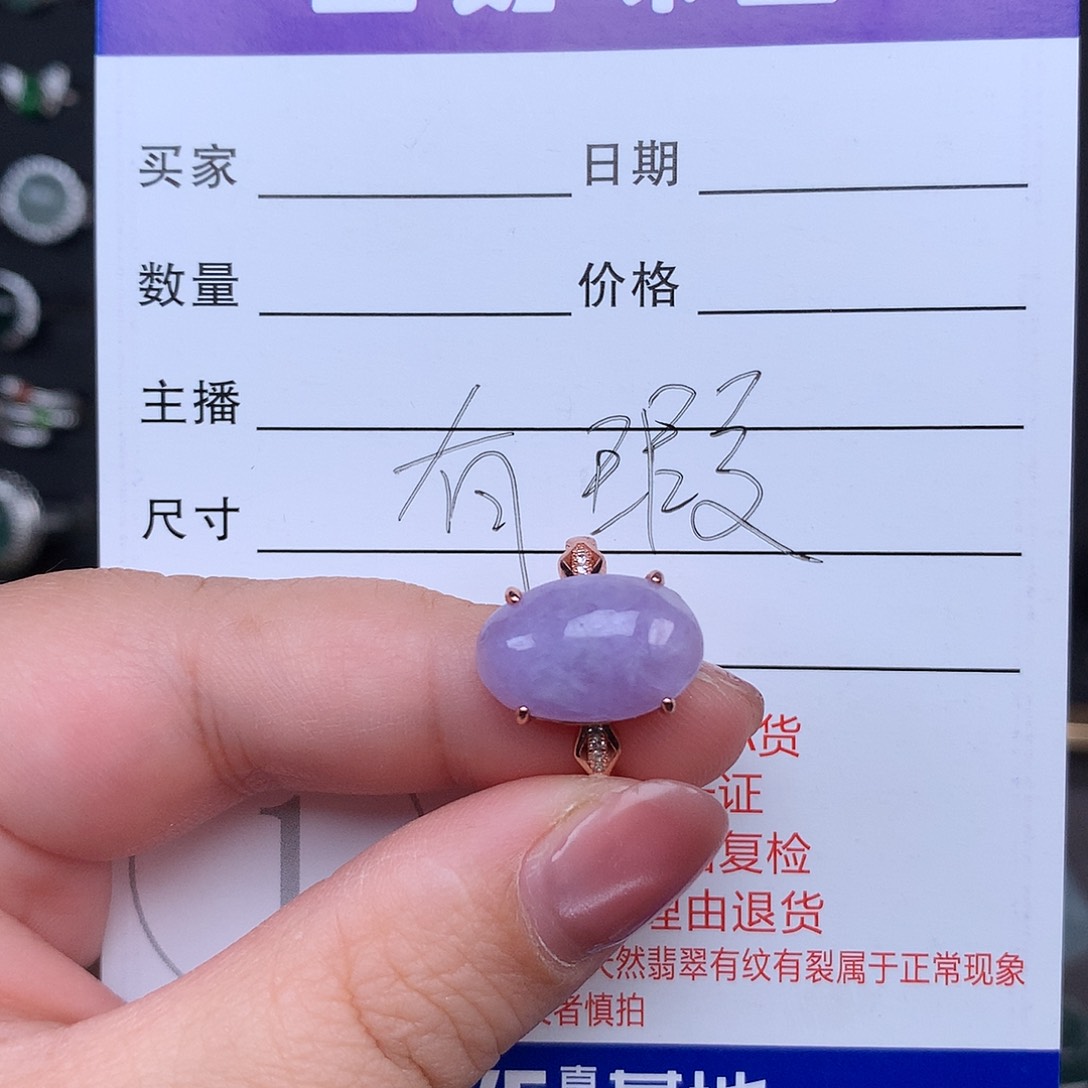 买家 日期
数量 价格
主播
有瑕
尺寸
货
证
复检
理由退货
天然翡翠有纹有裂属于正常现象
者慎拍
基地